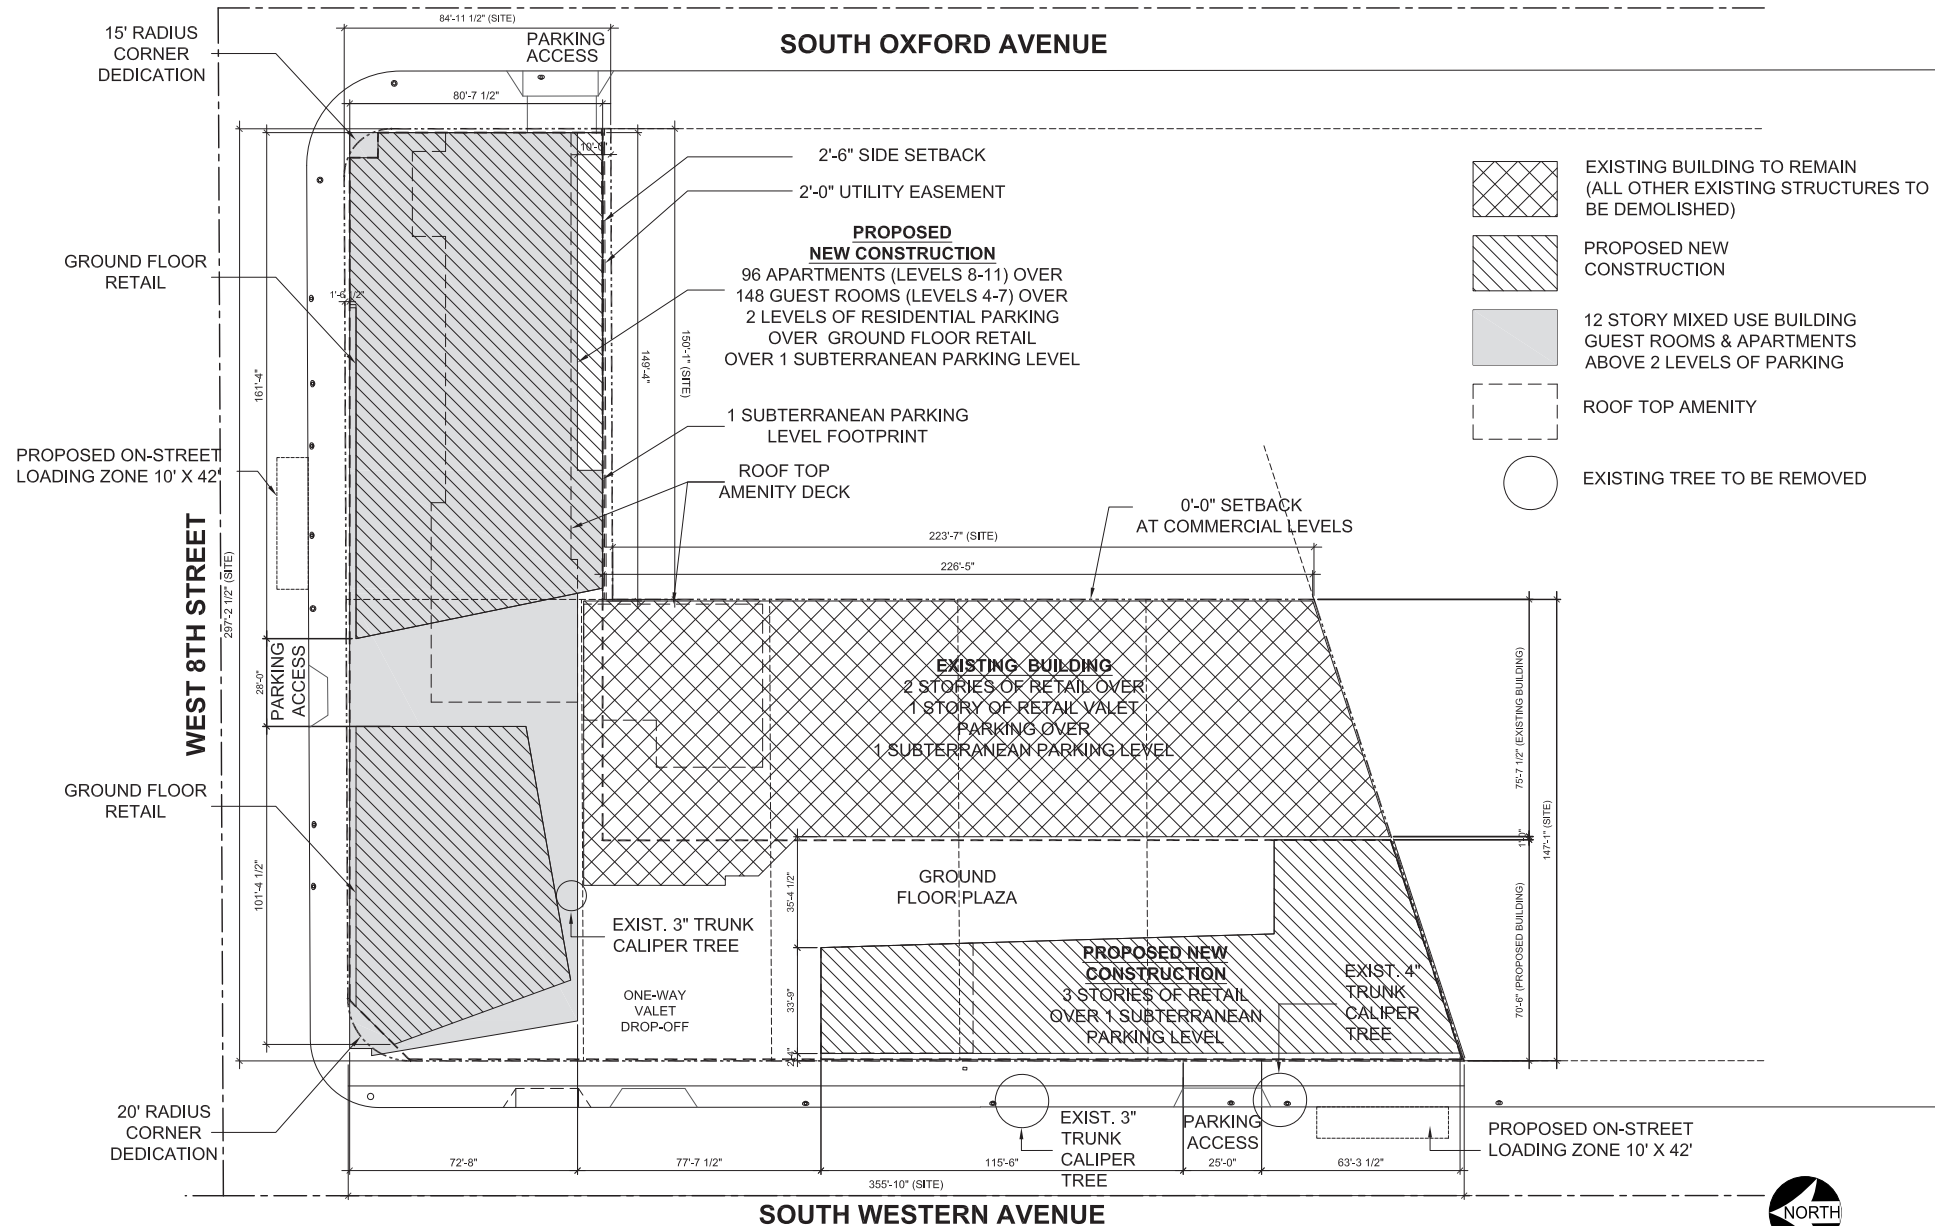 84'-11 1/2" (SITE)
15' RADIUS
CORNER
DEDICATION
PARKING
ACCESS
SOUTH OXFORD AVENUE
80'-7 1/2"
10'-0"
2'-6" SIDE SETBACK
2'-0" UTILITY EASEMENT
PROPOSED
NEW CONSTRUCTION
96 APARTMENTS (LEVELS 8-11) OVER
148 GUEST ROOMS (LEVELS 4-7) OVER
2 LEVELS OF RESIDENTIAL PARKING
OVER GROUND FLOOR RETAIL
OVER 1 SUBTERRANEAN PARKING LEVEL
1 SUBTERRANEAN PARKING
LEVEL FOOTPRINT
ROOF TOP
AMENITY DECK
EXISTING BUILDING TO REMAIN
(ALL OTHER EXISTING STRUCTURES TO
BE DEMOLISHED)
PROPOSED NEW
CONSTRUCTION
12 STORY MIXED USE BUILDING
GUEST ROOMS & APARTMENTS
ABOVE 2 LEVELS OF PARKING
ROOF TOP AMENITY
EXISTING TREE TO BE REMOVED
GROUND FLOOR
RETAIL
1'-6 1/2"
161'-4"
149'-4"
150'-1" (SITE)
PROPOSED ON-STREET
LOADING ZONE 10' X 42'
WEST 8TH STREET
297'-2 1/2" (SITE)
0'-0" SETBACK
AT COMMERCIAL LEVELS
223'-7" (SITE)
226'-5"
28'-0"
PARKING
ACCESS
EXISTING BUILDING
2 STORIES OF RETAIL OVER
1 STORY OF RETAIL VALET
PARKING OVER
1 SUBTERRANEAN PARKING LEVEL
75'-7 1/2" (EXISTING BUILDING)
1'-0"
147'-1" (SITE)
70'-6" (PROPOSED BUILDING)
GROUND FLOOR
RETAIL
101'-4 1/2"
35'-4 1/2"
GROUND
FLOOR PLAZA
EXIST. 3" TRUNK
CALIPER TREE
ONE-WAY
VALET
DROP-OFF
33'-9"
PROPOSED NEW
CONSTRUCTION
3 STORIES OF RETAIL
OVER 1 SUBTERRANEAN
PARKING LEVEL
EXIST. 4"
TRUNK
CALIPER
TREE
20' RADIUS
CORNER
DEDICATION
EXIST. 3"
TRUNK
CALIPER
TREE
PARKING
ACCESS
PROPOSED ON-STREET
LOADING ZONE 10' X 42'
72'-8"
77'-7 1/2"
115'-6"
25'-0"
63'-3 1/2"
355'-10" (SITE)
SOUTH WESTERN AVENUE
NORTH